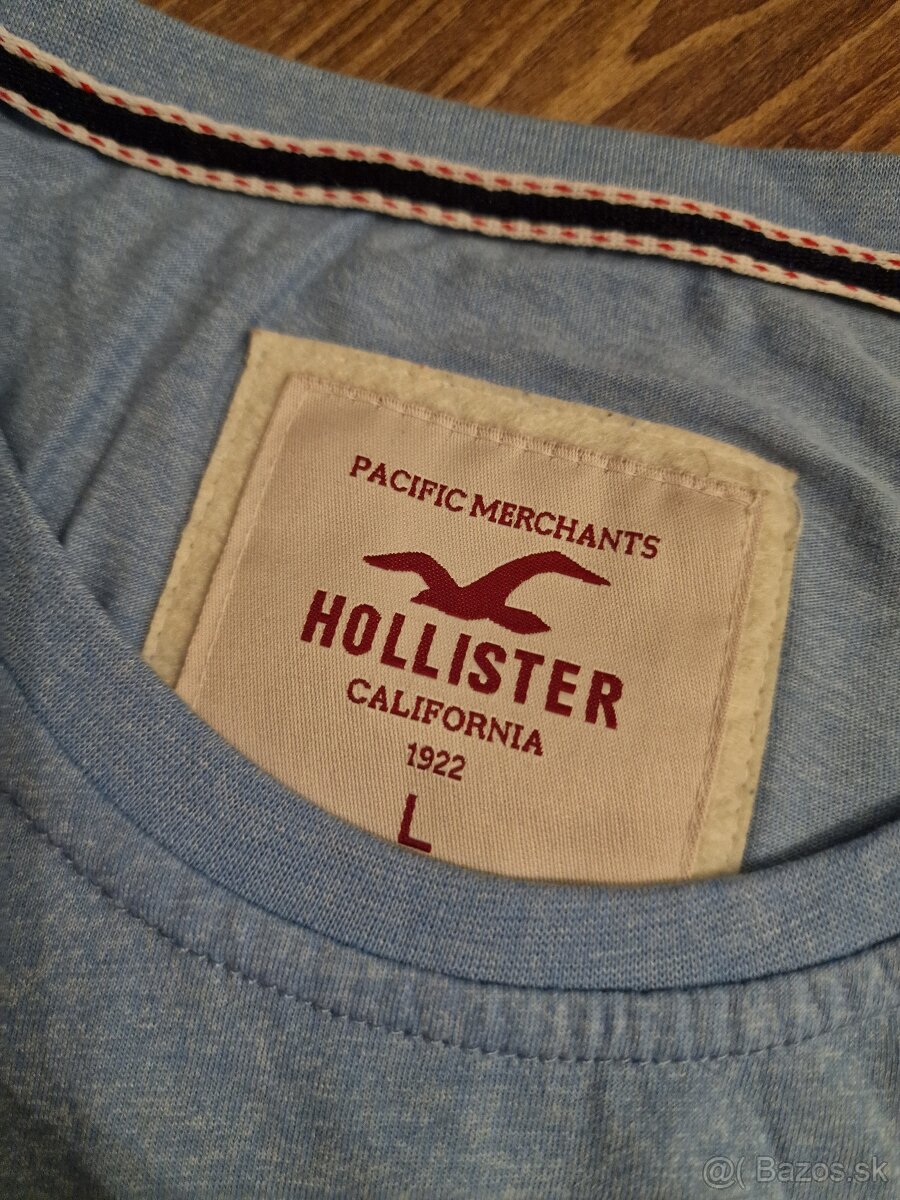 PACIFIC MERCHANTS
HOLLISTER
CALIFORNIA
1922
L
@( Bazos.sk